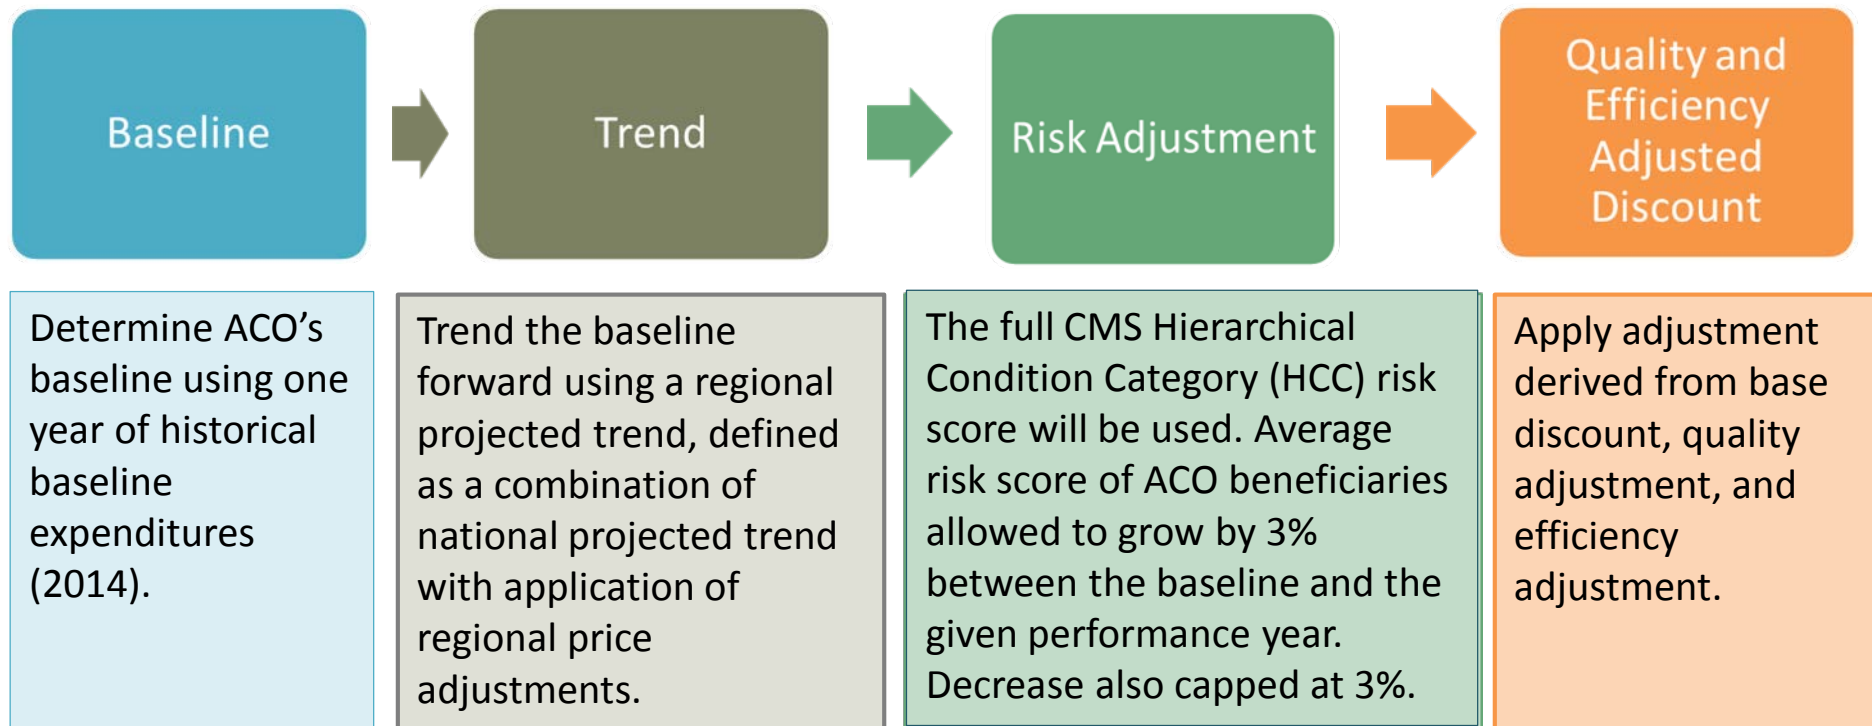 Baseline
Trend
Risk Adjustment
Quality and
Efficiency
Adjusted
Discount
Determine ACO’s
baseline using one
year of historical
baseline
expenditures
(2014).
Trend the baseline
forward using a regional
projected trend, defined
as a combination of
national projected trend
with application of
regional price
adjustments.
The full CMS Hierarchical
Condition Category (HCC) risk
score will be used. Average
risk score of ACO beneficiaries
allowed to grow by 3%
between the baseline and the
given performance year.
Decrease also capped at 3%.
Apply adjustment
derived from base
discount, quality
adjustment, and
efficiency
adjustment.